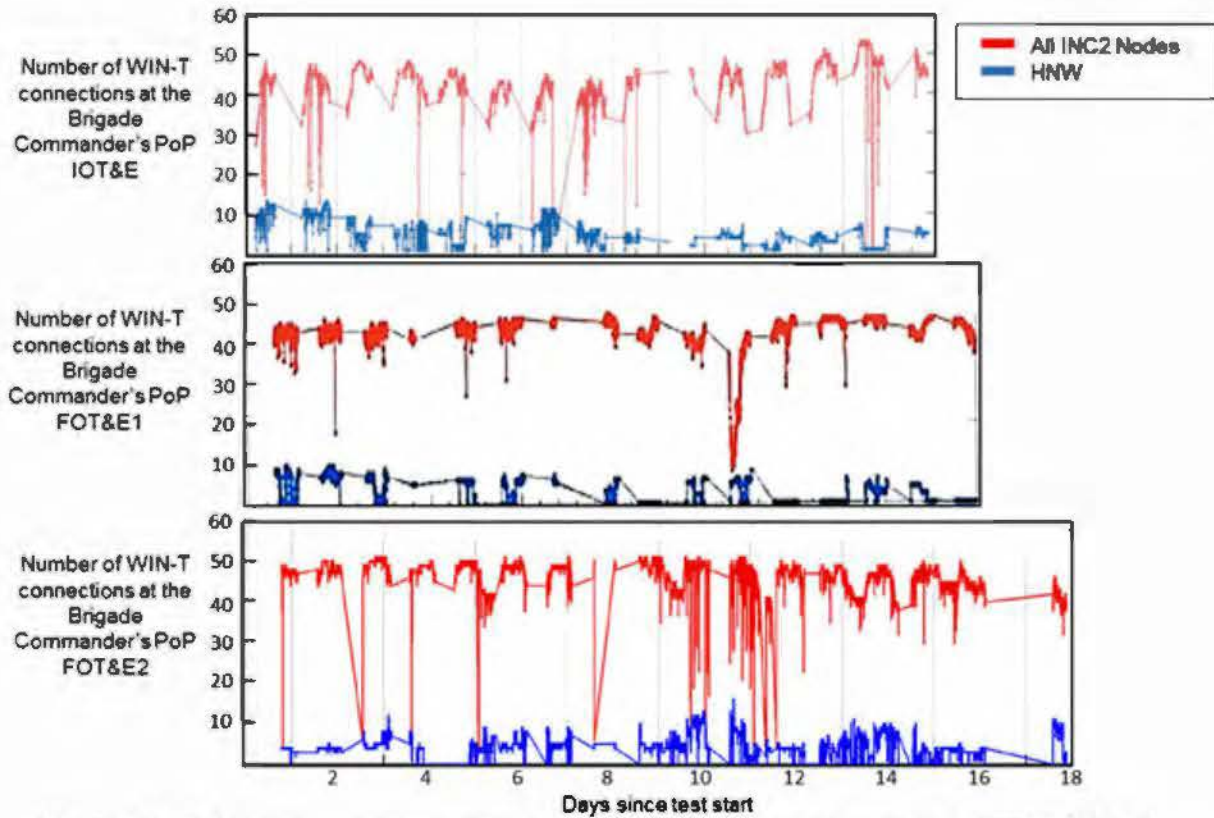 60
50
40
30
20
10
Number of WIN-T
connections at the
Brigade
Commander's PoP
IOT&E
All INC2 Nodes
HNW
60
50
40
30
20
10
Number of WIN-T
connections at the
Brigade
Commander's PoP
FOT&E1
60
50
40
30
20
10
Number of WIN-T
connections at the
Brigade
Commander's PoP
FOT&E2
2 4 6 8 10 12 14 16 18
Days since test start